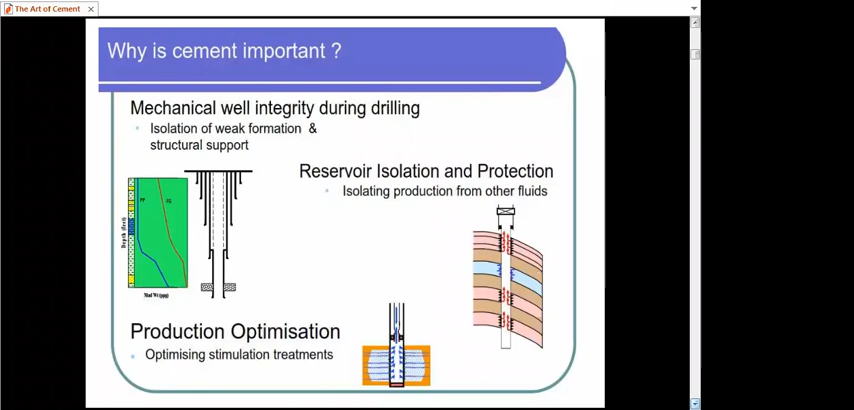 The Art of Cement
Why is cement important ?
Mechanical well integrity during drilling
Isolation of weak formation &
structural support
Reservoir Isolation and Protection
Isolating production from other fluids
Depth (feet)
PP
FG
Mud Wt (ppg)
Production Optimisation
Optimising stimulation treatments